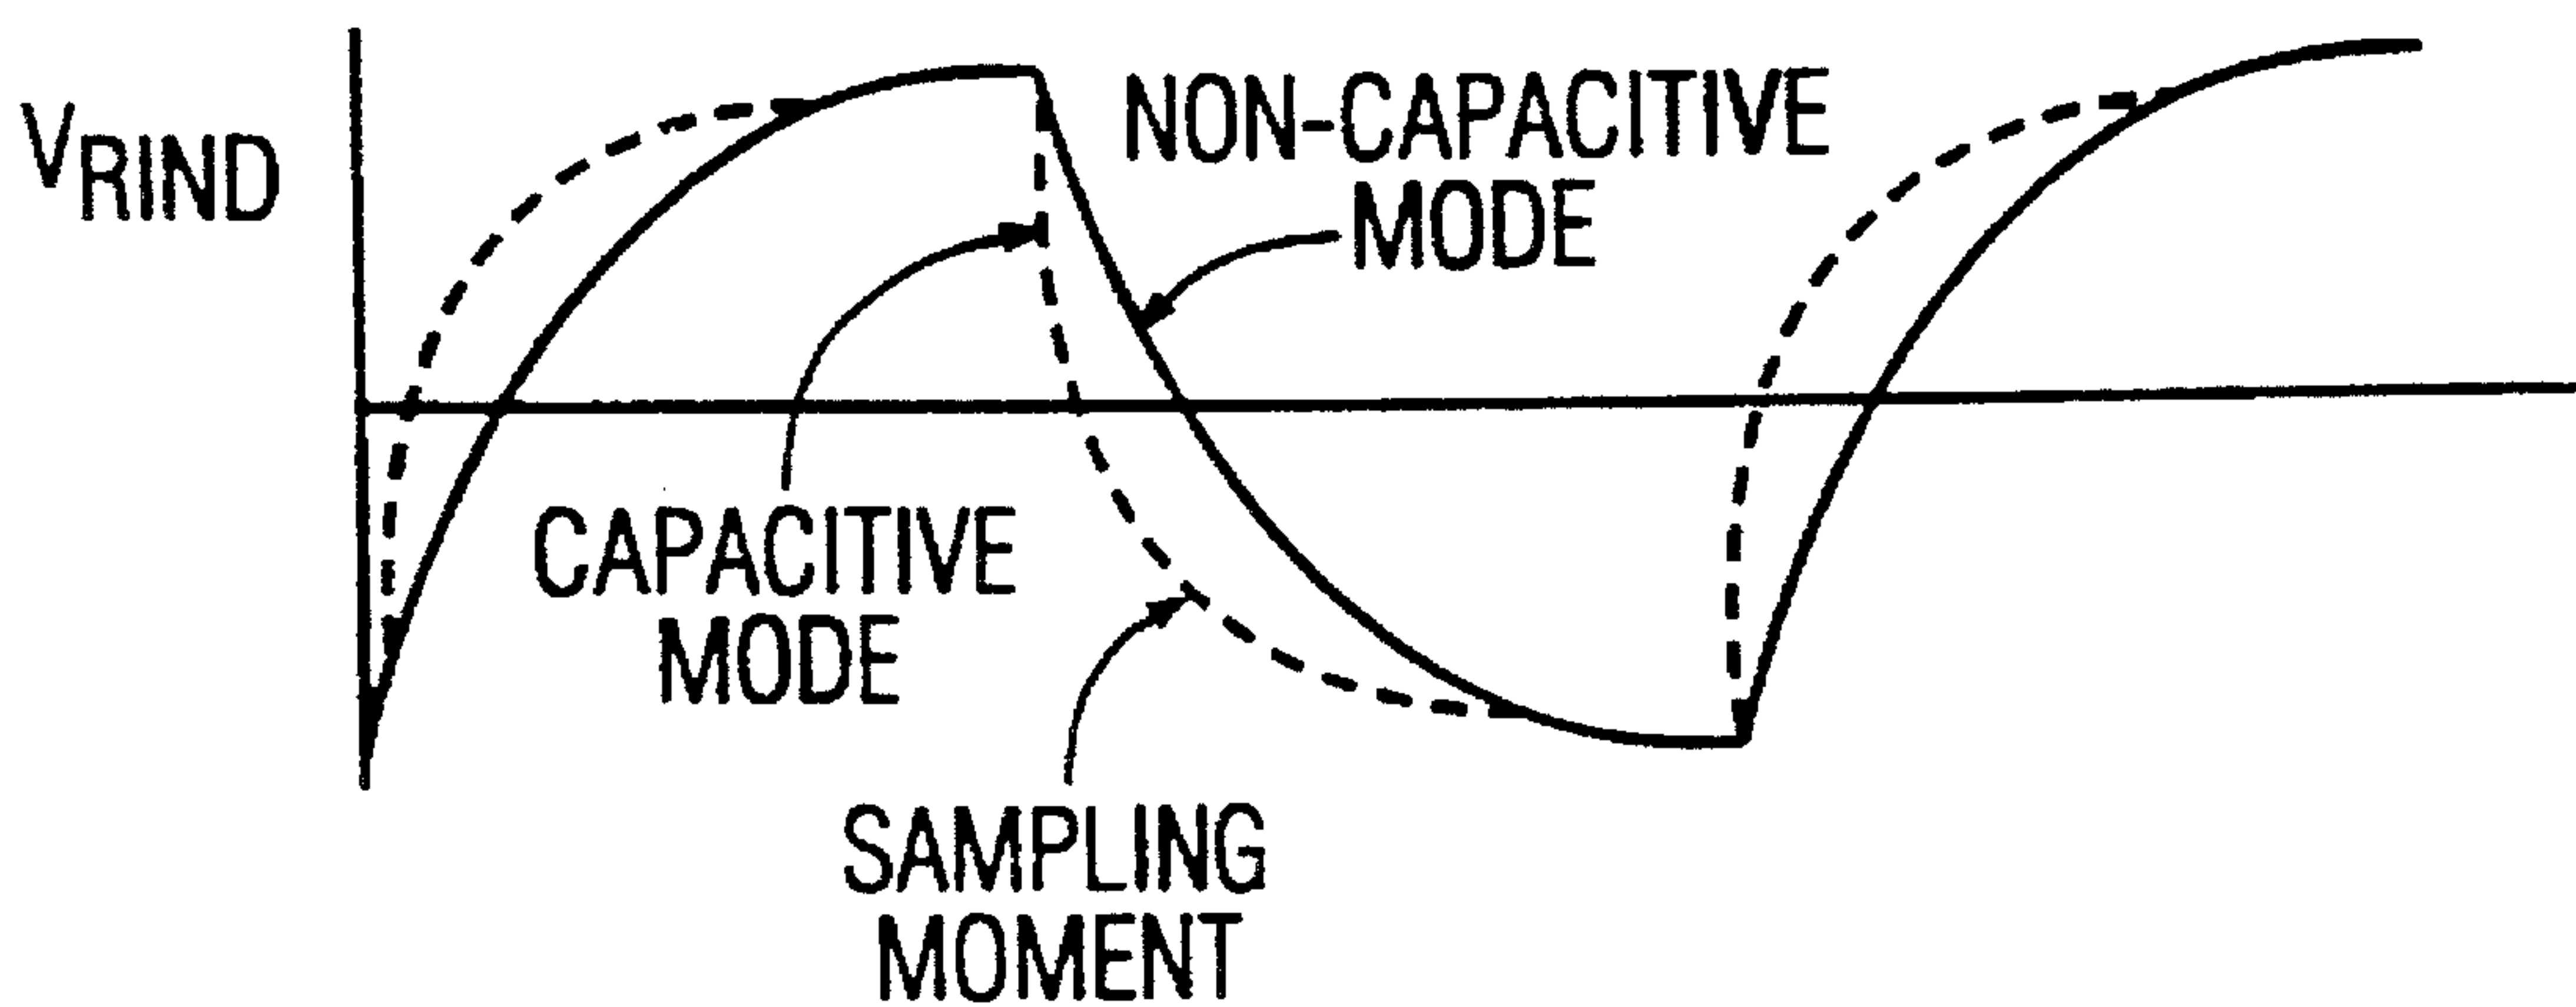 VRIND
NON-CAPACITIVE
MODE
CAPACITIVE
MODE
SAMPLING
MOMENT